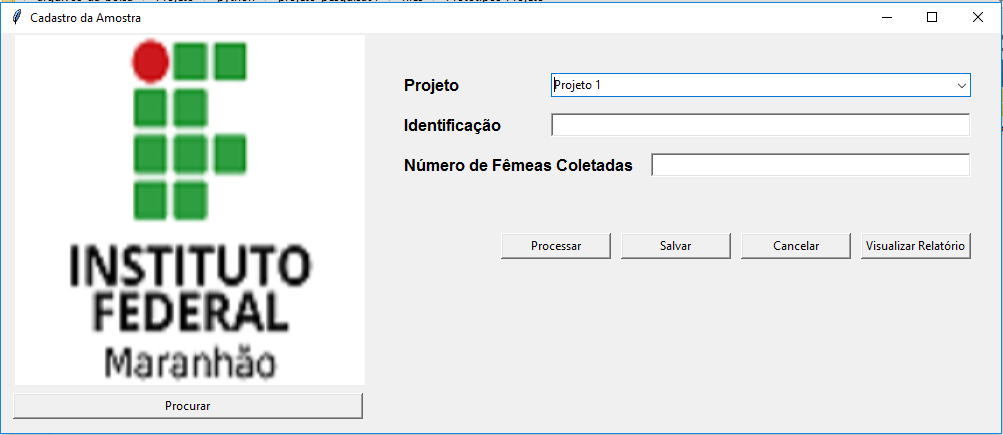 Cadastro da Amostra
INSTITUTO
FEDERAL
Maranhão
Procurar
Projeto
Projeto 1
Identificação
Número de Fêmeas Coletadas
Processar
Salvar
Cancelar
Visualizar Relatório